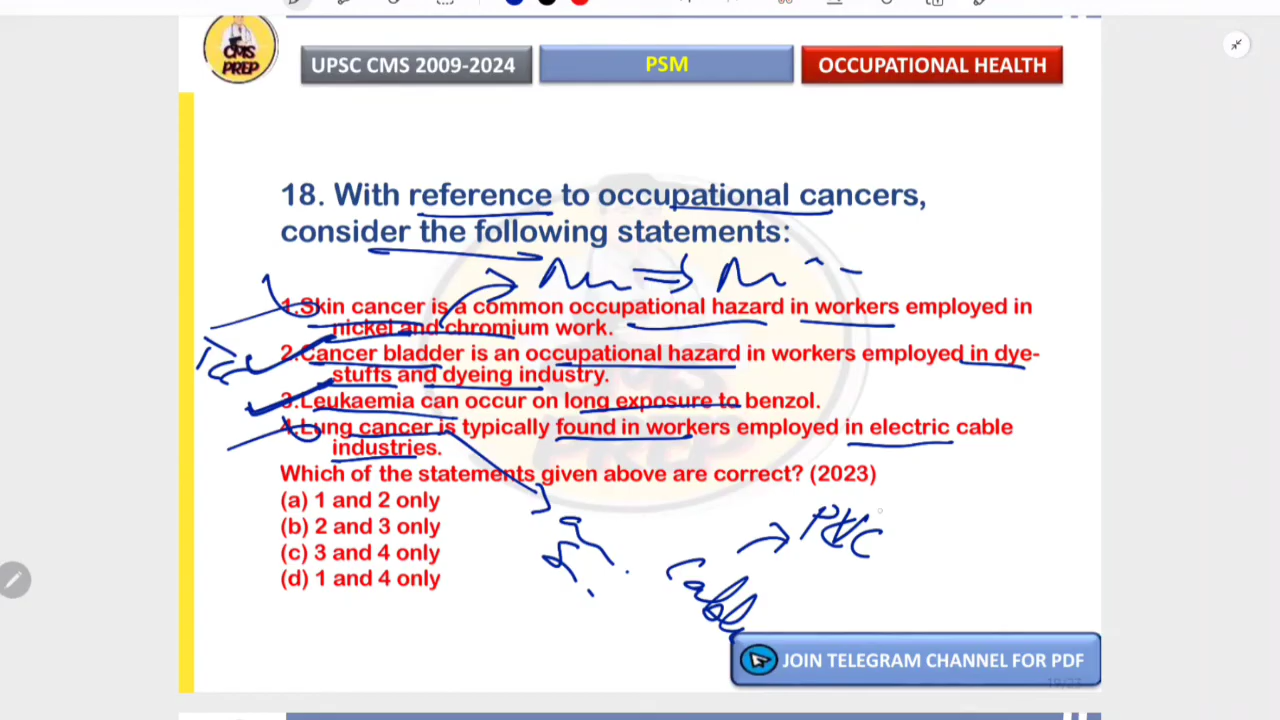 CMS
PREP
UPSC CMS 2009-2024
PSM
OCCUPATIONAL HEALTH
18. With reference to occupational cancers,
consider the following statements:
1.Skin cancer is a common occupational hazard in workers employed in
nickel and chromium work.
2.Cancer bladder is an occupational hazard in workers employed in dye-
stuffs and dyeing industry.
3.Leukaemia can occur on long exposure to benzol.
4.Lung cancer is typically found in workers employed in electric cable
industries.
Which of the statements given above are correct? (2023)
(a) 1 and 2 only
(b) 2 and 3 only
(c) 3 and 4 only
(d) 1 and 4 only
PVC
Cable
JOIN TELEGRAM CHANNEL FOR PDF
19/23